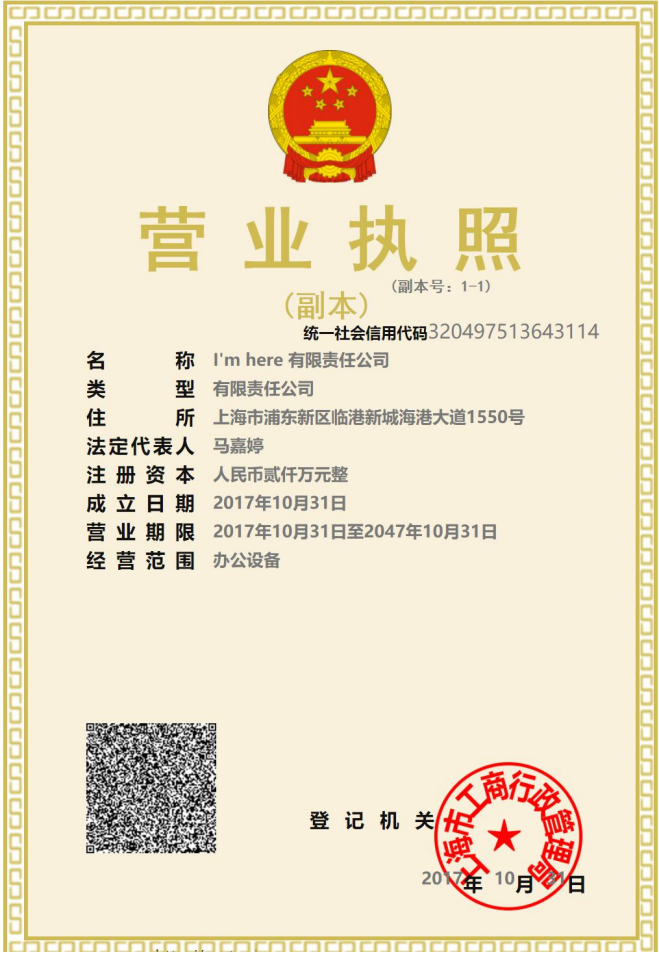 营业执照
(副本号：1-1)
(副本)
统一社会信用代码320497513643114
名称 I'm here 有限责任公司
类型 有限责任公司
住所 上海市浦东新区临港新城海港大道1550号
法定代表人 马嘉婷
注册资本 人民币贰仟万元整
成立日期 2017年10月31日
营业期限 2017年10月31日至2047年10月31日
经营范围 办公设备
上海市工商行政管理局
登记机关
2017年 10月 31日